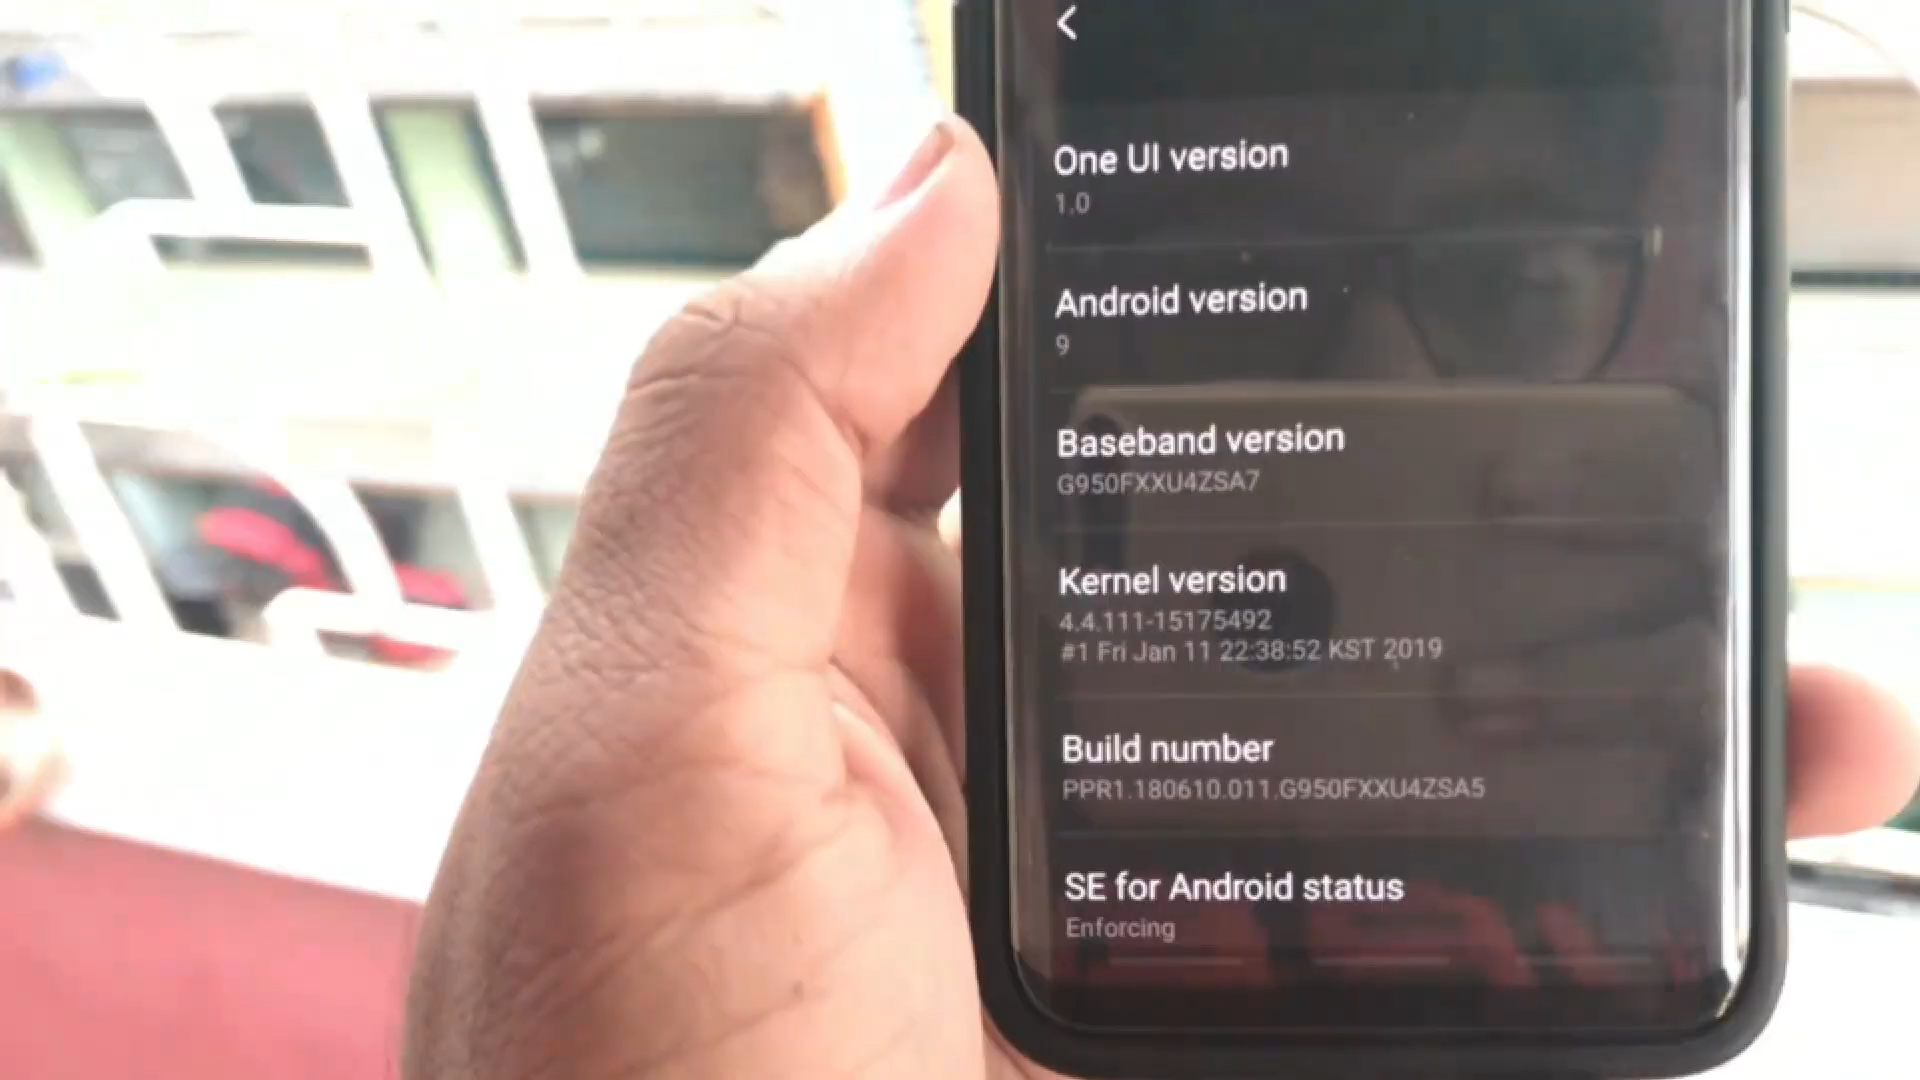 One UI version
1.0
Android version
9
Baseband version
G950FXXU4ZSA7
Kernel version
4.4.111-15175492
#1 Fri Jan 11 22:38:52 KST 2019
Build number
PPR1.180610.011.G950FXXU4ZSA5
SE for Android status
Enforcing